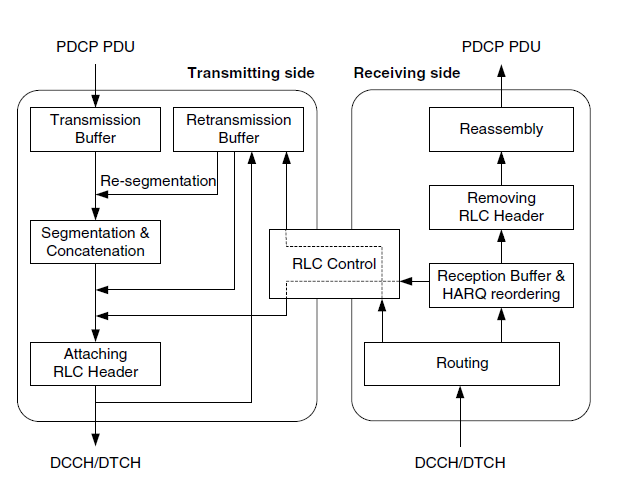 PDCP PDU
PDCP PDU
Transmitting side
Receiving side
Transmission
Buffer
Retransmission
Buffer
Reassembly
Re-segmentation
Removing
RLC Header
Segmentation &
Concatenation
RLC Control
Reception Buffer &
HARQ reordering
Attaching
RLC Header
Routing
DCCH/DTCH
DCCH/DTCH